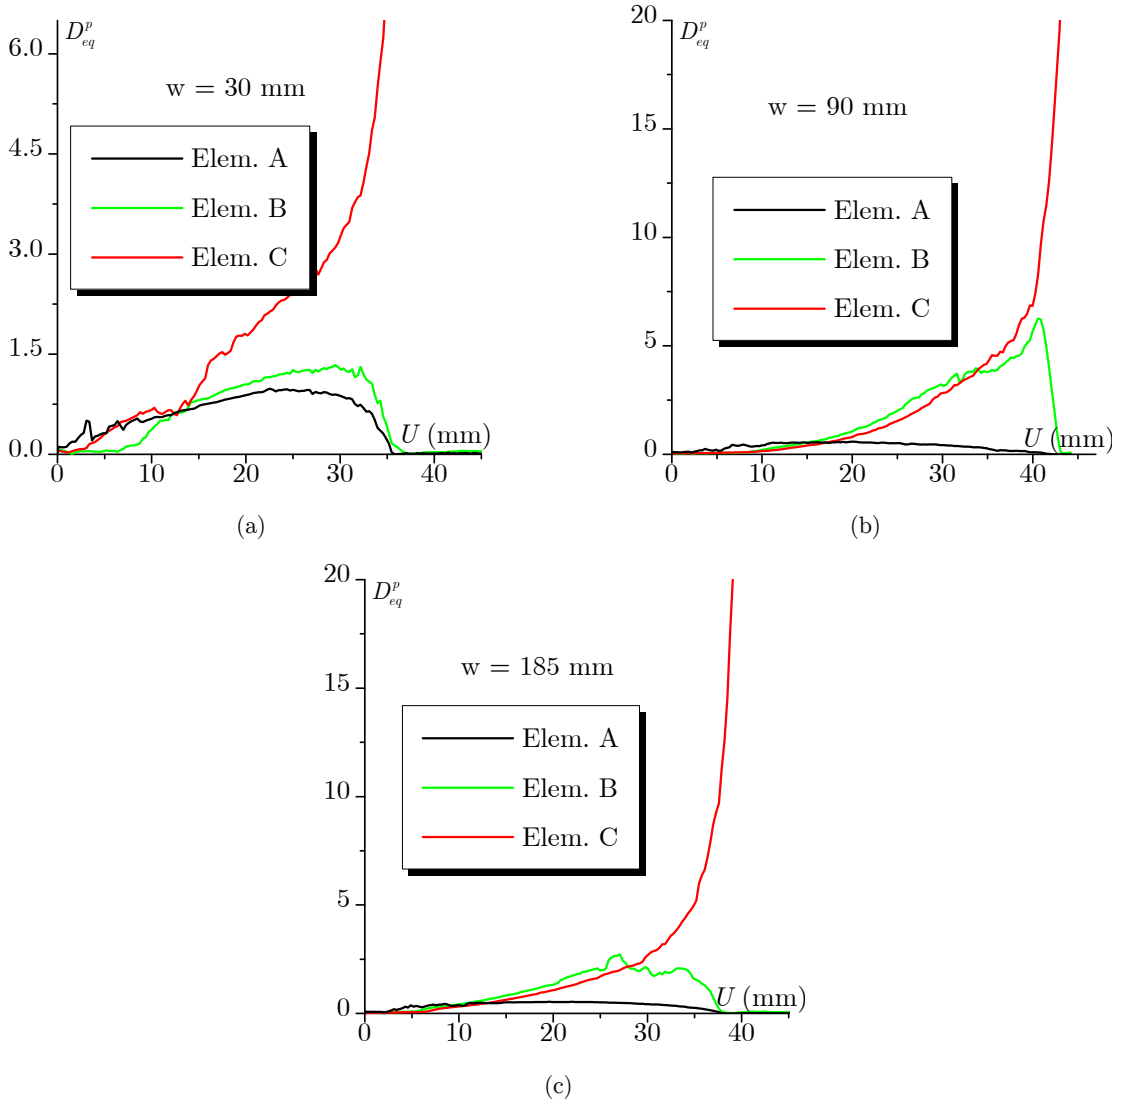 D^p_eq
6.0
w = 30 mm
4.5
Elem. A
Elem. B
3.0
Elem. C
1.5
U (mm)
0.0
0 10 20 30 40
(a)
20
D^p_eq
w = 90 mm
15
Elem. A
10
Elem. B
Elem. C
5
U (mm)
0
0 10 20 30 40
(b)
20
D^p_eq
w = 185 mm
15
Elem. A
10
Elem. B
Elem. C
5
U (mm)
0
0 10 20 30 40
(c)